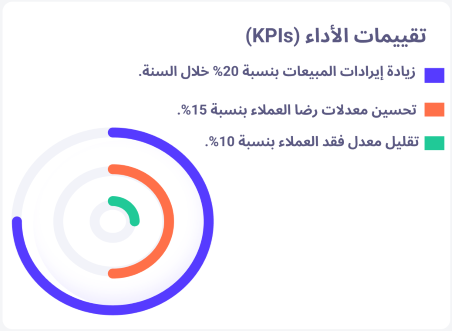 تقييمات الأداء (KPIs)
زيادة إيرادات المبيعات بنسبة 20% خلال السنة.
تحسين معدلات رضا العملاء بنسبة 15%.
تقليل معدل فقد العملاء بنسبة 10%.